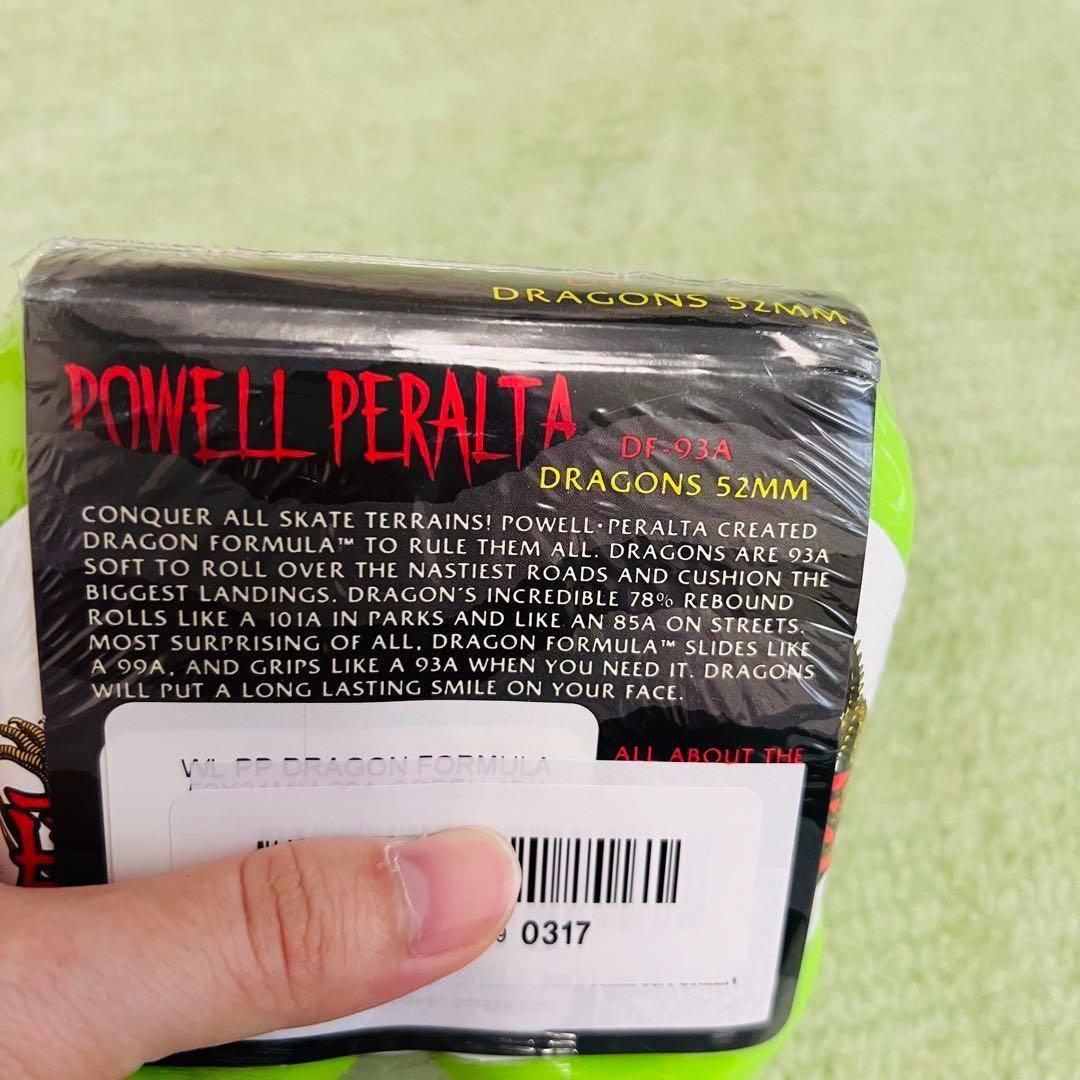 DRAGONS 52MM
POWELL PERALTA
DF-93A
DRAGONS 52MM
CONQUER ALL SKATE TERRAINS! POWELL·PERALTA CREATED
DRAGON FORMULA™ TO RULE THEM ALL. DRAGONS ARE 93A
SOFT TO ROLL OVER THE NASTIEST ROADS AND CUSHION THE
BIGGEST LANDINGS. DRAGON'S INCREDIBLE 78% REBOUND
ROLLS LIKE A 101A IN PARKS AND LIKE AN 85A ON STREETS.
MOST SURPRISING OF ALL, DRAGON FORMULA™ SLIDES LIKE
A 99A, AND GRIPS LIKE A 93A WHEN YOU NEED IT. DRAGONS
WILL PUT A LONG LASTING SMILE ON YOUR FACE.
ALL ABOUT THE
WL PP DRAGON FORMULA
0317